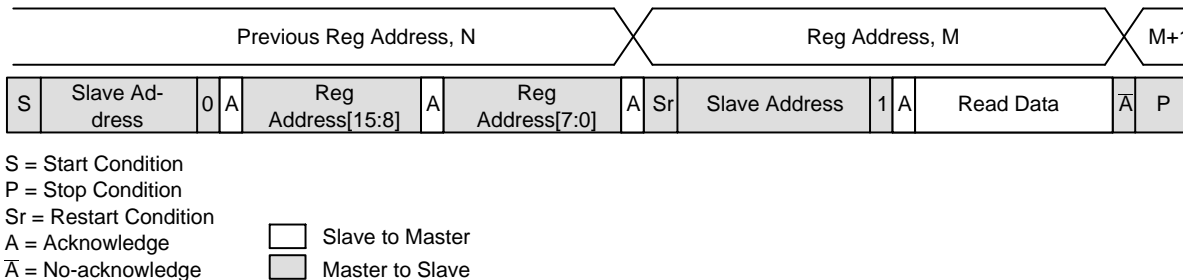 Previous Reg Address, N Reg Address, M M+1
S Slave Ad-
dress 0 A Reg
Address[15:8] A Reg
Address[7:0] A Sr Slave Address 1 A Read Data A̅ P
S = Start Condition
P = Stop Condition
Sr = Restart Condition
A = Acknowledge
A̅ = No-acknowledge
Slave to Master
Master to Slave